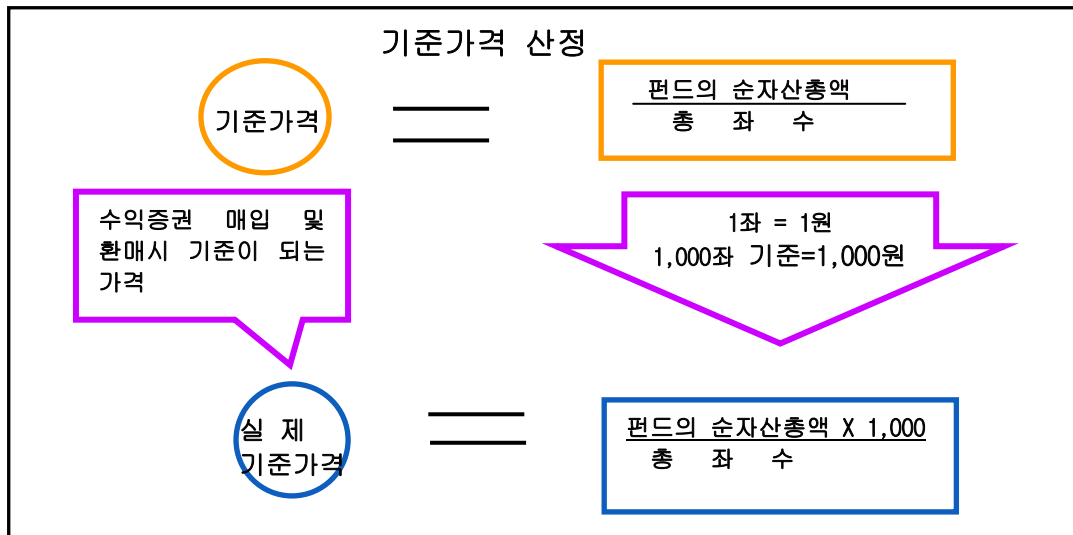 기준가격 산정
기준가격
펀드의 순자산총액
총 좌 수
수익증권 매입 및
환매시 기준이 되는
가격
1좌 = 1원
1,000좌 기준=1,000원
실 제
기준가격
펀드의 순자산총액 X 1,000
총 좌 수